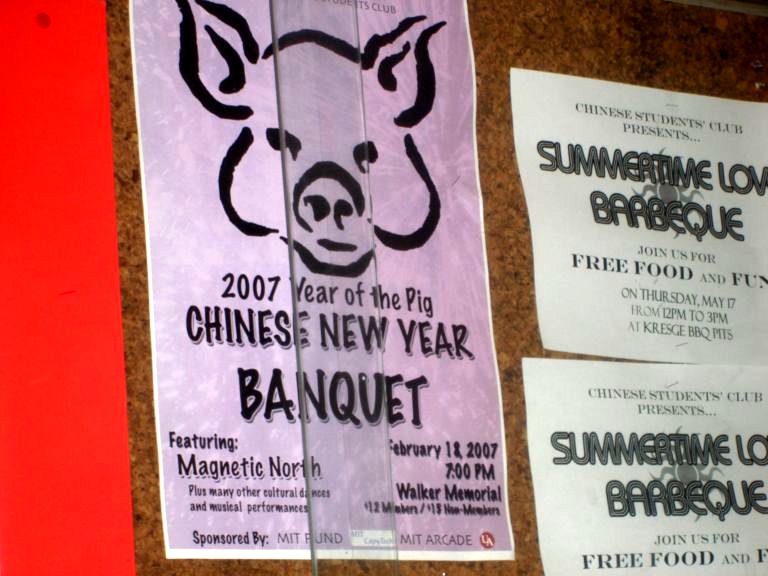 STUDENTS CLUB
2007 Year of the Pig
CHINESE NEW YEAR
BANQUET
Featuring:
Magnetic North
Plus many other cultural dances
and musical performances
February 18, 2007
7:00 PM
Walker Memorial
$12 Members / $15 Non-Members
Sponsored By: MIT FUND MIT ARCADE
CHINESE STUDENTS' CLUB
PRESENTS...
SUMMERTIME LOV
BARBEQUE
JOIN US FOR
FREE FOOD AND FUN
ON THURSDAY, MAY 17
FROM 12PM TO 3PM
AT KRESGE BBQ PITS
CHINESE STUDENTS' CLUB
PRESENTS...
SUMMERTIME LO
BARBEQUE
JOIN US FOR
FREE FOOD AND F